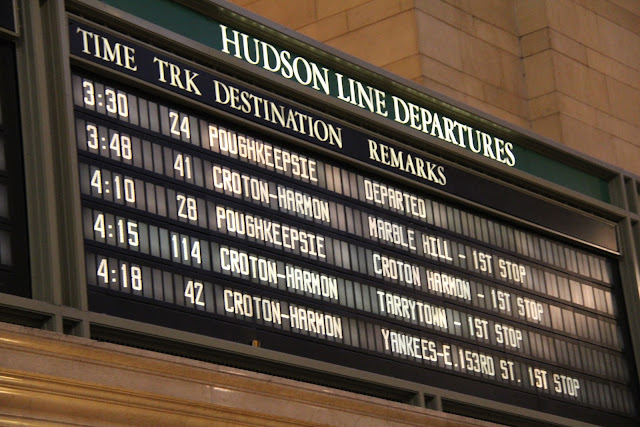 HUDSON LINE DEPARTURES
TIME TRK DESTINATION REMARKS
3:30 24 POUGHKEEPSIE DEPARTED
3:48 41 CROTON-HARMON MARBLE HILL - 1ST STOP
4:10 28 POUGHKEEPSIE CROTON HARMON - 1ST STOP
4:15 114 CROTON-HARMON TARRYTOWN - 1ST STOP
4:18 42 CROTON-HARMON YANKEES-E.153RD ST. 1ST STOP